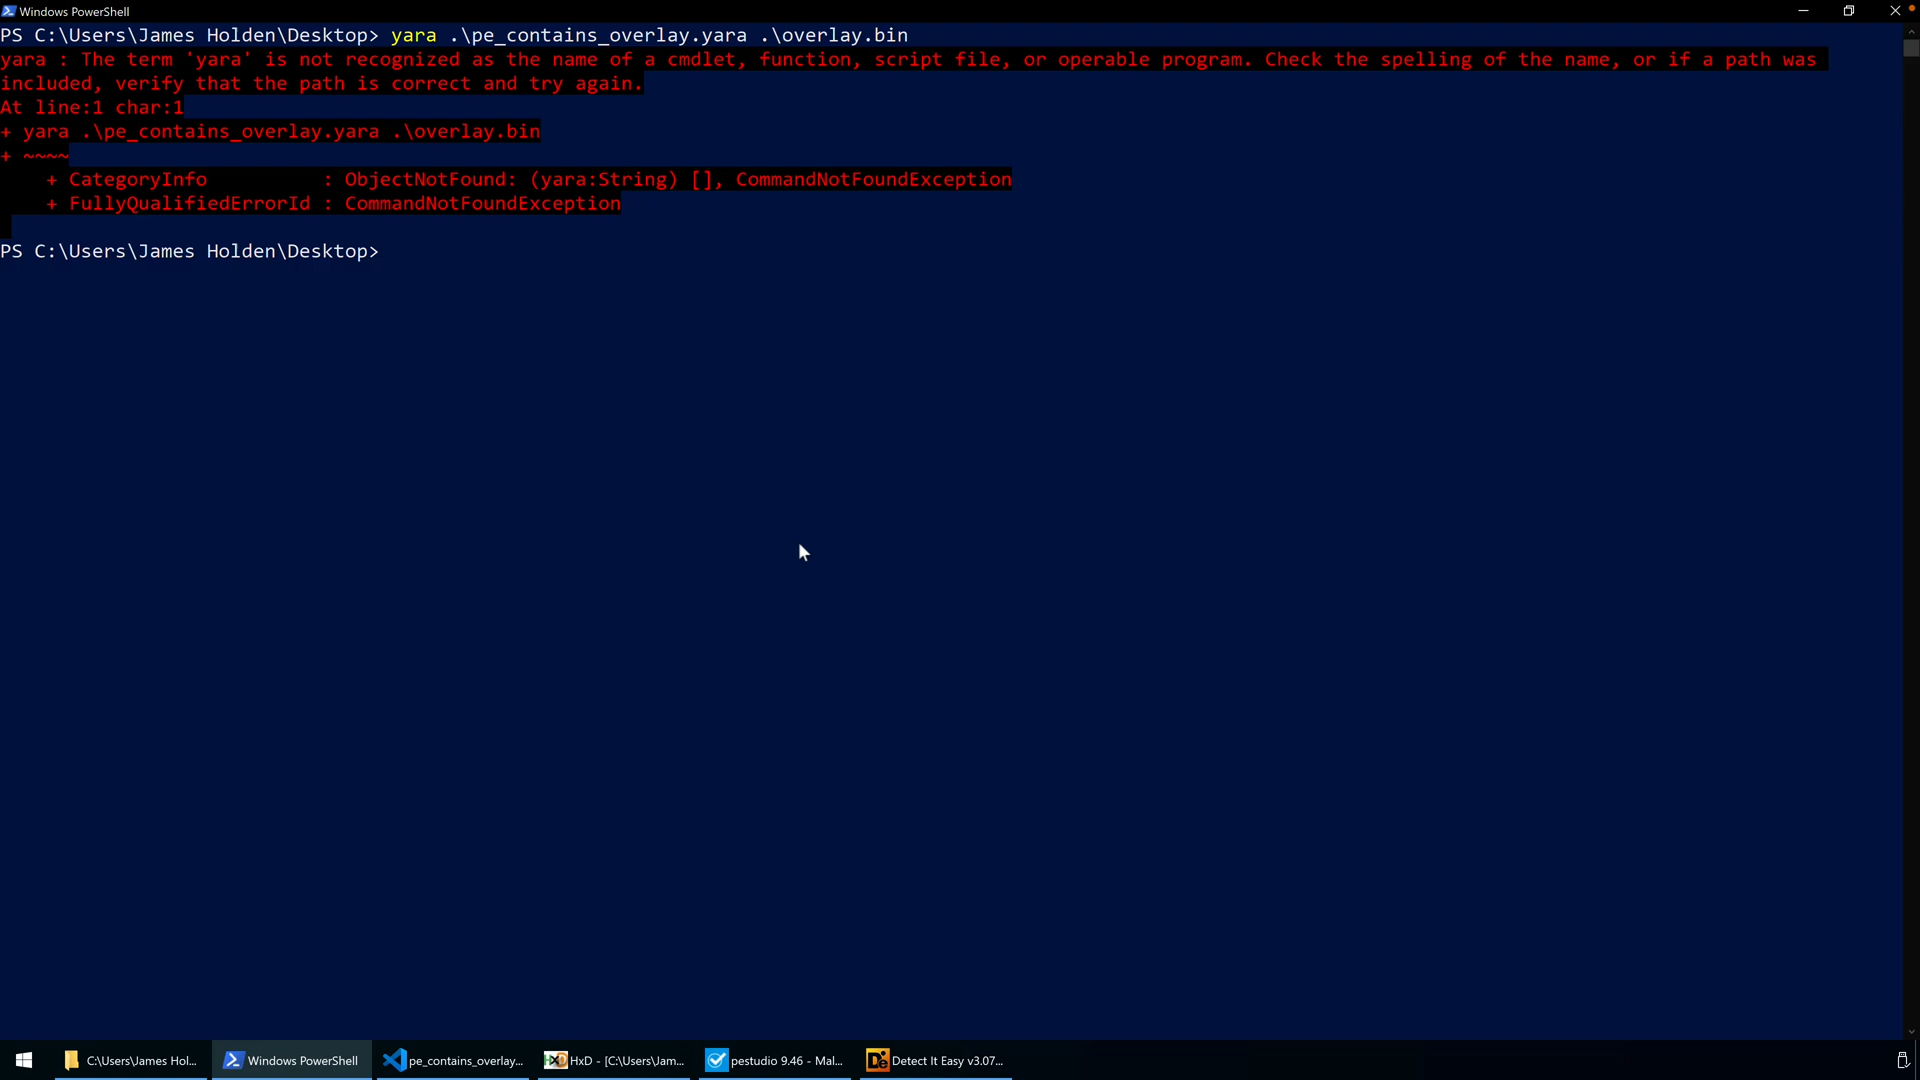 Windows PowerShell
PS C:\Users\James Holden\Desktop> yara .\pe_contains_overlay.yara .\overlay.bin
yara : The term 'yara' is not recognized as the name of a cmdlet, function, script file, or operable program. Check the spelling of the name, or if a path was
included, verify that the path is correct and try again.
At line:1 char:1
+ yara .\pe_contains_overlay.yara .\overlay.bin
+ ~~~~
    + CategoryInfo          : ObjectNotFound: (yara:String) [], CommandNotFoundException
    + FullyQualifiedErrorId : CommandNotFoundException
PS C:\Users\James Holden\Desktop>
C:\Users\James Hol... Windows PowerShell pe_contains_overlay... HxD - [C:\Users\Jam... pestudio 9.46 - Mal... Detect It Easy v3.07...